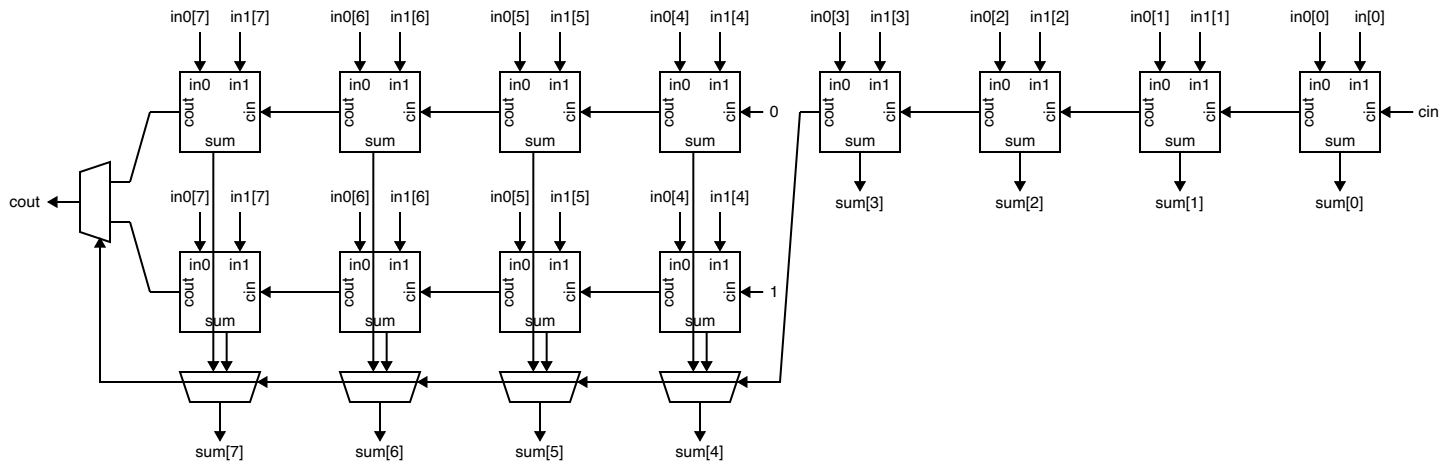 in0[7] in1[7] in0[6] in1[6] in0[5] in1[5] in0[4] in1[4] in0[3] in1[3] in0[2] in1[2] in0[1] in1[1] in0[0] in[0]
in0 in1 in0 in1 in0 in1 in0 in1 in0 in1 in0 in1 in0 in1 in0 in1
cout cin cout cin cout cin cout cin 0 cout cin cout cin cout cin cout cin cin
sum sum sum sum sum sum sum sum
in0[7] in1[7] in0[6] in1[6] in0[5] in1[5] in0[4] in1[4]
cout sum[3] sum[2] sum[1] sum[0]
in0 in1 in0 in1 in0 in1 in0 in1
cout cin cout cin cout cin cout cin 1
sum sum sum sum
sum[7] sum[6] sum[5] sum[4]